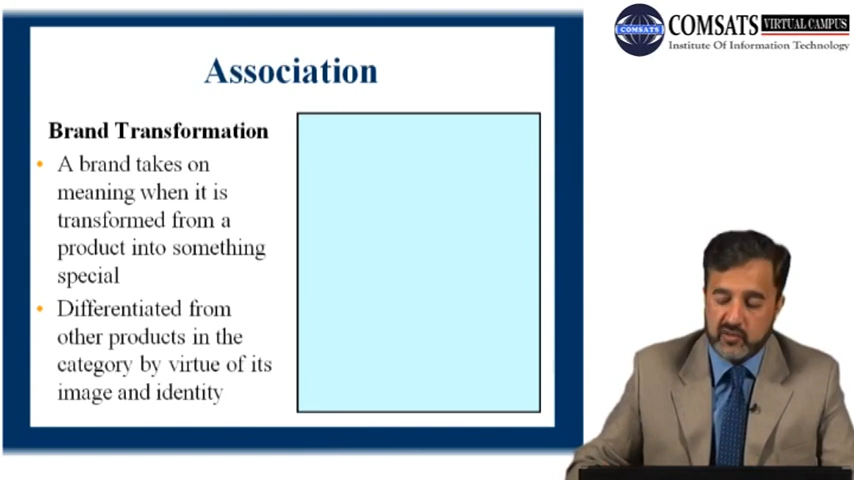 COMSATS VIRTUAL CAMPUS
COMSATS
Institute Of Information Technology
Association
Brand Transformation
• A brand takes on
meaning when it is
transformed from a
product into something
special
• Differentiated from
other products in the
category by virtue of its
image and identity